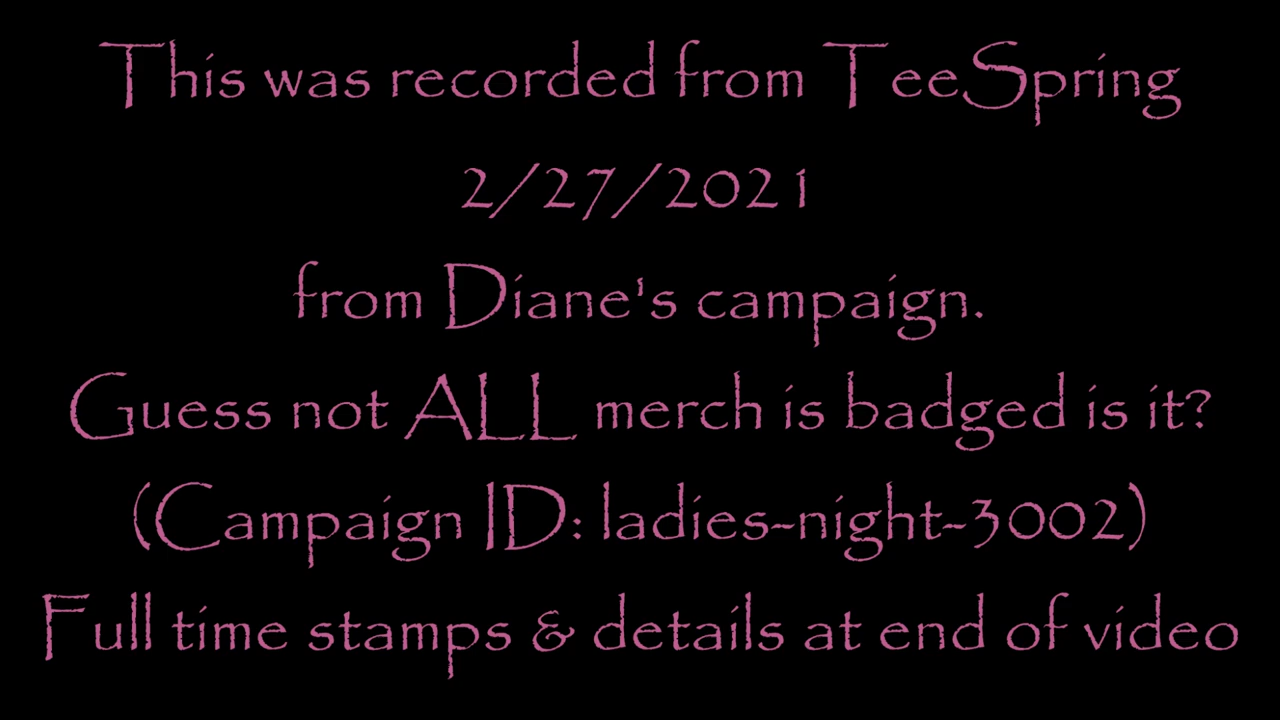 This was recorded from TeeSpring
2/27/2021
from Diane's campaign.
Guess not ALL merch is badged is it?
(Campaign ID: ladies-night-3002)
Full time stamps & details at end of video